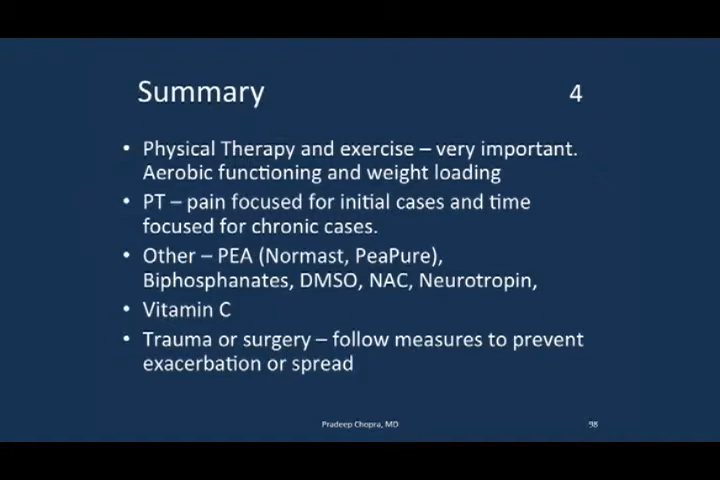 Summary 4
• Physical Therapy and exercise – very important.
Aerobic functioning and weight loading
• PT – pain focused for initial cases and time
focused for chronic cases.
• Other – PEA (Normast, PeaPure),
Biphosphanates, DMSO, NAC, Neurotropin,
• Vitamin C
• Trauma or surgery – follow measures to prevent
exacerbation or spread
Pradeep Chopra, MD 98